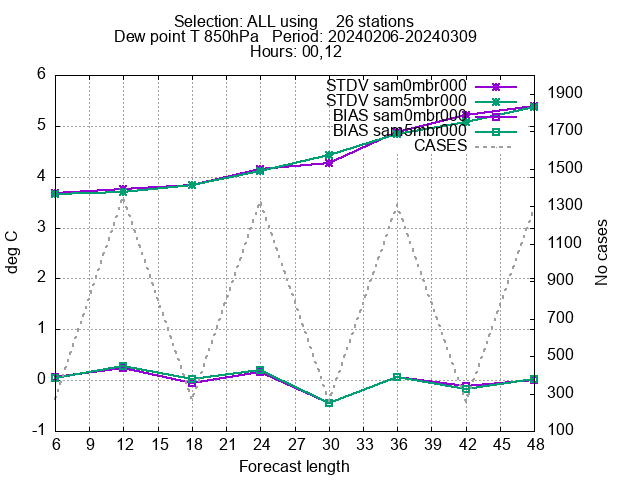 Selection: ALL using    26 stations
Dew point T 850hPa   Period: 20240206-20240309
Hours: 00,12
STDV sam0mbr000
STDV sam5mbr000
BIAS sam0mbr000
BIAS sam5mbr000
CASES
deg C
6
5
4
3
2
1
0
-1
1900
1700
1500
1300
1100
900
700
500
300
100
No cases
6 9 12 15 18 21 24 27 30 33 36 39 42 45 48
Forecast length